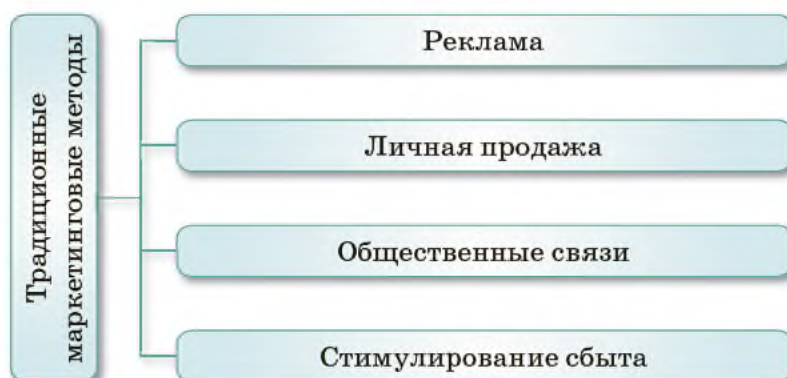 Традиционные
маркетинговые методы
Реклама
Личная продажа
Общественные связи
Стимулирование сбыта